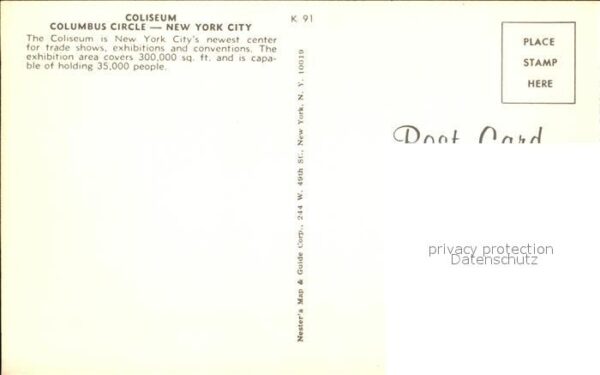 COLISEUM
COLUMBUS CIRCLE — NEW YORK CITY
The Coliseum is New York City's newest center
for trade shows, exhibitions and conventions. The
exhibition area covers 300,000 sq. ft. and is capa-
ble of holding 35,000 people.
K 91
Nester's Map & Guide Corp., 244 W. 49th St., New York, N. Y. 10019
PLACE
STAMP
HERE
Post Card
privacy protection
Datenschutz